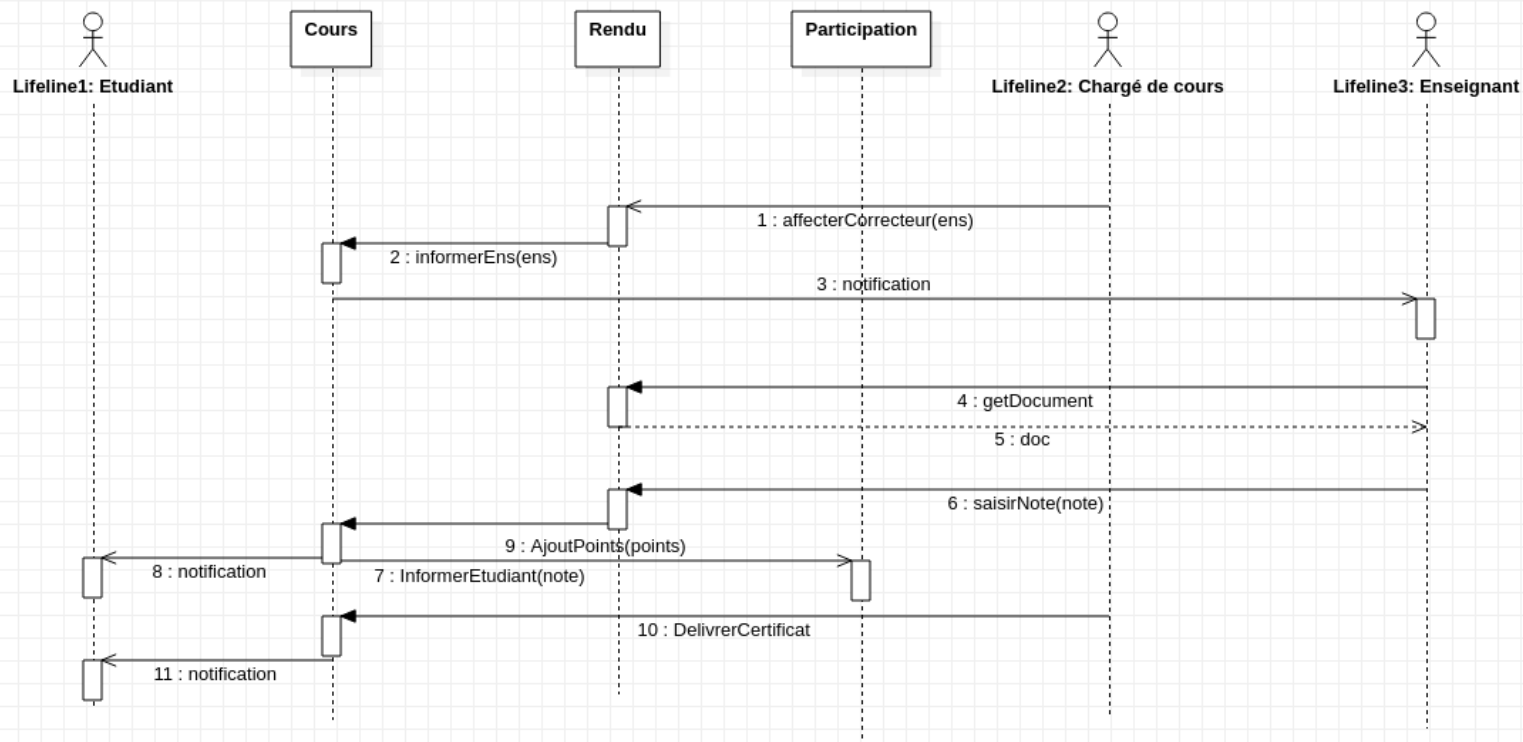 Cours
Rendu
Participation
Lifeline1: Etudiant
Lifeline2: Chargé de cours
Lifeline3: Enseignant
1 : affecterCorrecteur(ens)
2 : informerEns(ens)
3 : notification
4 : getDocument
5 : doc
6 : saisirNote(note)
9 : AjoutPoints(points)
8 : notification
7 : InformerEtudiant(note)
10 : DelivrerCertificat
11 : notification